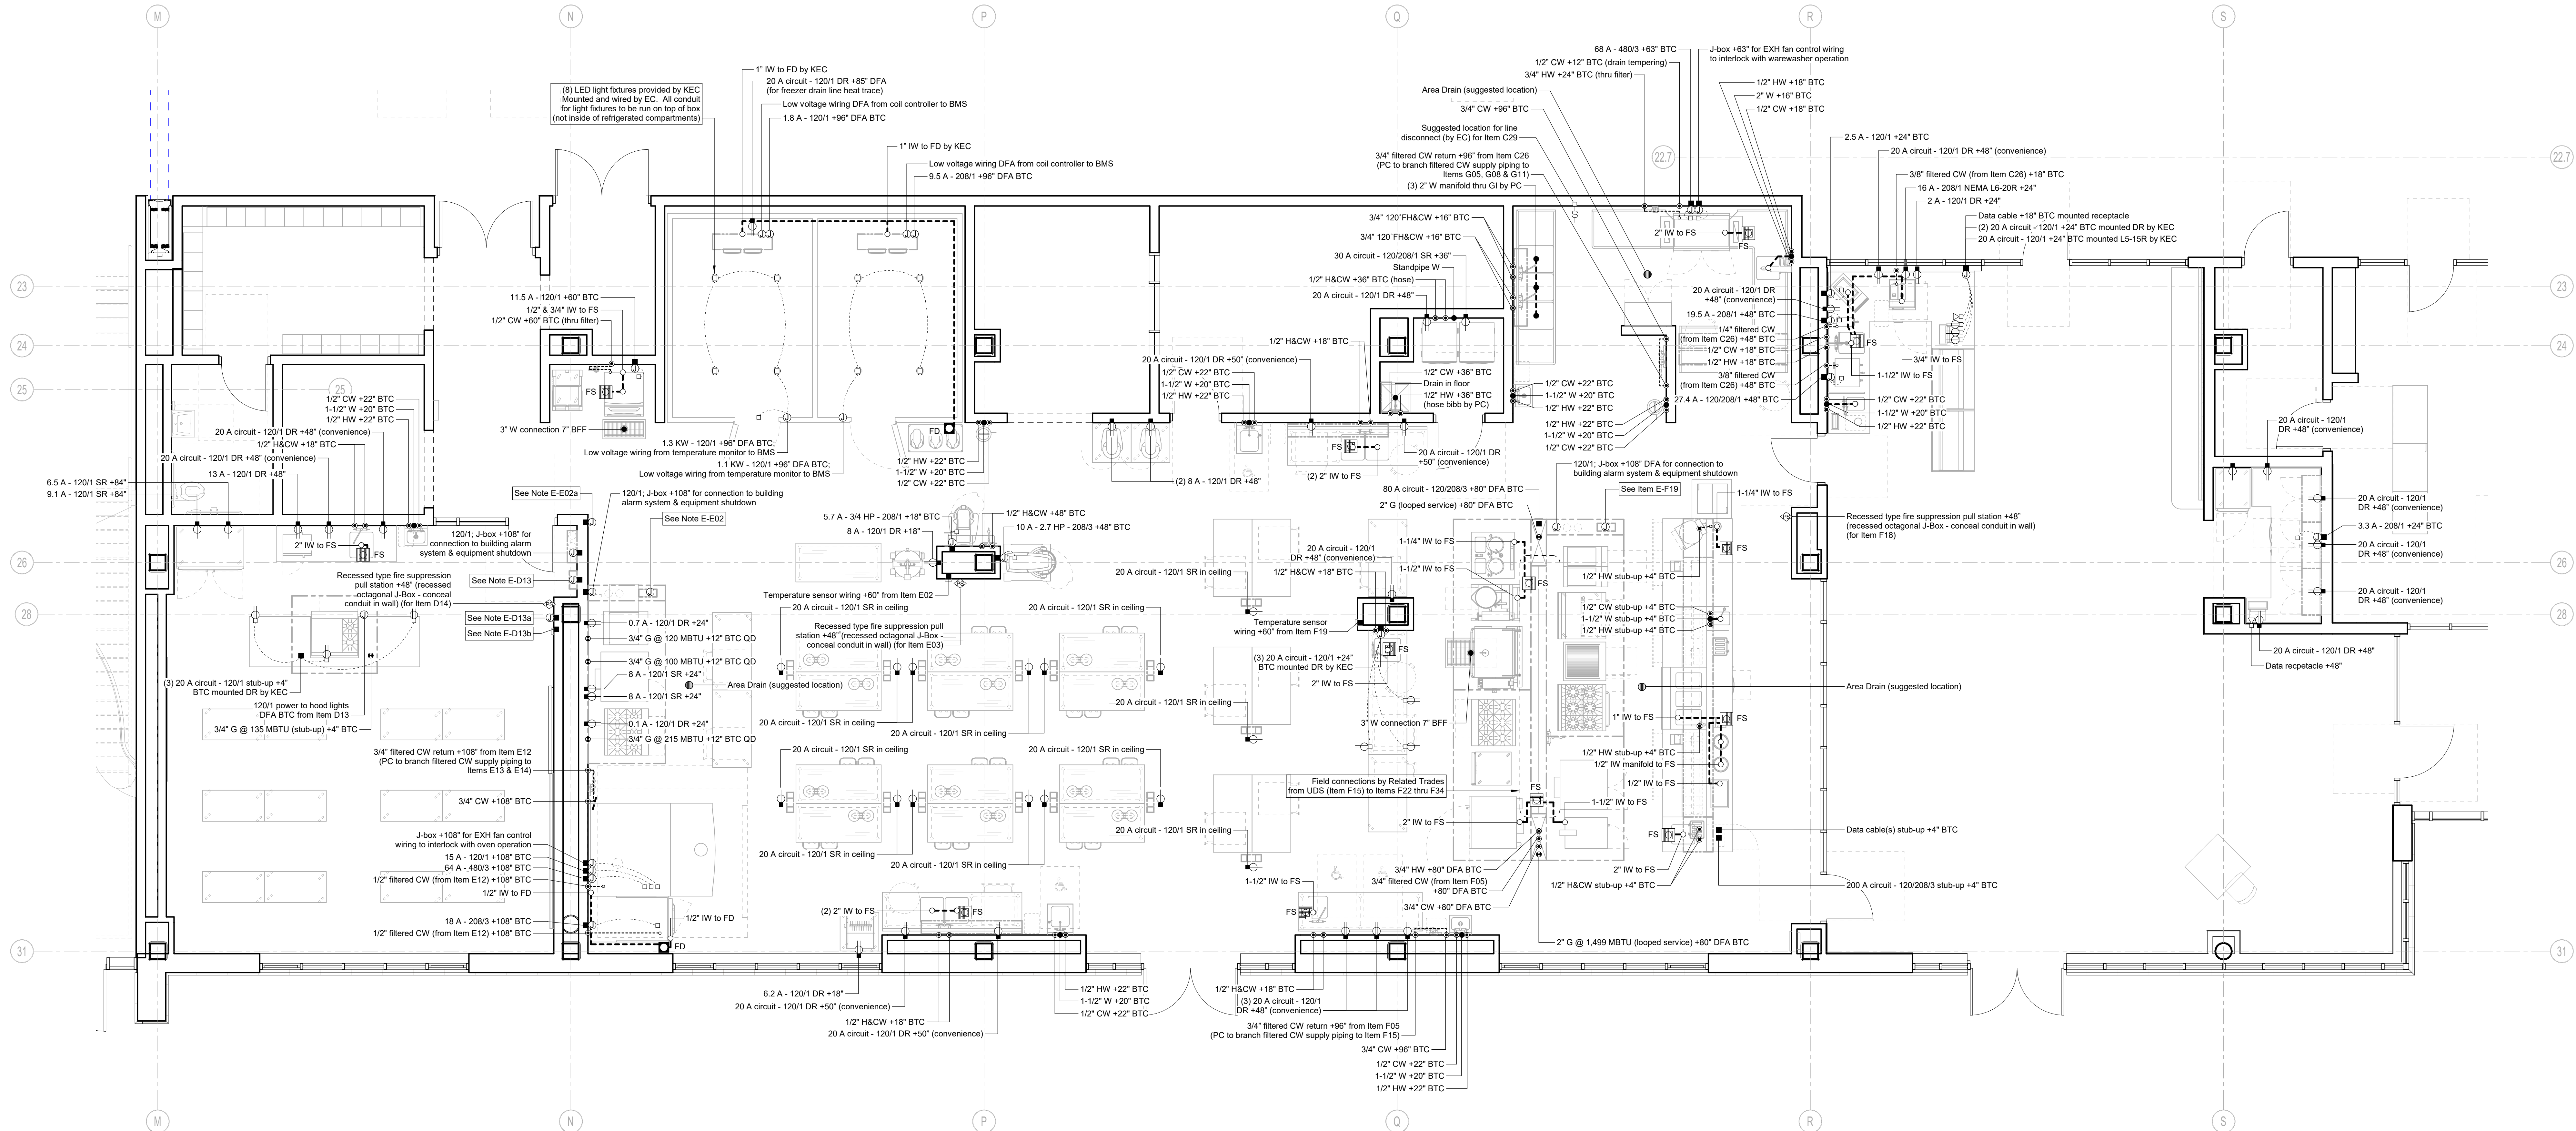 M
N
P
Q
R
S
68 A - 480/3 +63" BTC
1/2" CW +12" BTC (drain tempering)
3/4" HW +24" BTC (thru filter)
J-box +63" for EXH fan control wiring
to interlock with warewasher operation
1/2" HW +18" BTC
2" W +16" BTC
1/2" CW +18" BTC
Area Drain (suggested location)
3/4" CW +96" BTC
Suggested location for line
disconnect (by EC) for Item C29
3/4" filtered CW return +96" from Item C26
(PC to branch filtered CW supply piping to
Items G05, G08 & G11)
(3) 2" W manifold thru GI by PC
1" IW to FD by KEC
20 A circuit - 120/1 DR +85" DFA
(for freezer drain line heat trace)
Low voltage wiring DFA from coil controller to BMS
1.8 A - 120/1 +96" DFA BTC
(8) LED light fixtures provided by KEC
Mounted and wired by EC. All conduit
for light fixtures to be run on top of box
(not inside of refrigerated compartments)
1" IW to FD by KEC
Low voltage wiring DFA from coil controller to BMS
9.5 A - 208/1 +96" DFA BTC
22.7
22.7
2.5 A - 120/1 +24" BTC
20 A circuit - 120/1 DR +48" (convenience)
3/8" filtered CW (from Item C26) +18" BTC
16 A - 208/1 NEMA L6-20R +24"
2 A - 120/1 DR +24"
Data cable +18" BTC mounted receptacle
(2) 20 A circuit - 120/1 +24" BTC mounted DR by KEC
20 A circuit - 120/1 +24" BTC mounted L5-15R by KEC
3/4" 120°FH&CW +16" BTC
3/4" 120°FH&CW +16" BTC
30 A circuit - 120/208/1 SR +36"
Standpipe W
1/2" H&CW +36" BTC (hose)
20 A circuit - 120/1 DR +48"
2" IW to FS
FS
23
23
11.5 A - 120/1 +60" BTC
1/2" & 3/4" IW to FS
1/2" CW +60" BTC (thru filter)
20 A circuit - 120/1 DR
+48" (convenience)
19.5 A - 208/1 +48" BTC
1/4" filtered CW
(from Item C26) +48" BTC
1/2" CW +18" BTC
1/2" HW +18" BTC
3/8" filtered CW
(from Item C26) +48" BTC
27.4 A - 120/208/1 +48" BTC
FS
3/4" IW to FS
1-1/2" IW to FS
24
24
25
25
1/2" H&CW +18" BTC
20 A circuit - 120/1 DR +50" (convenience)
1/2" CW +22" BTC
1-1/2" W +20" BTC
1/2" HW +22" BTC
1/2" CW +36" BTC
Drain in floor
1/2" HW +36" BTC
(hose bibb by PC)
1/2" CW +22" BTC
1-1/2" W +20" BTC
1/2" HW +22" BTC
1/2" HW +22" BTC
1-1/2" W +20" BTC
1/2" CW +22" BTC
1/2" CW +22" BTC
1-1/2" W +20" BTC
1/2" HW +22" BTC
FS
3" W connection 7" BFF
1/2" CW +22" BTC
1-1/2" W +20" BTC
1/2" HW +22" BTC
20 A circuit - 120/1 DR +48" (convenience)
1/2" H&CW +18" BTC
20 A circuit - 120/1 DR +48" (convenience)
13 A - 120/1 DR +48"
6.5 A - 120/1 SR +84"
9.1 A - 120/1 SR +84"
FD
1.3 KW - 120/1 +96" DFA BTC;
Low voltage wiring from temperature monitor to BMS
1.1 KW - 120/1 +96" DFA BTC;
Low voltage wiring from temperature monitor to BMS
1/2" HW +22" BTC
1-1/2" W +20" BTC
1/2" CW +22" BTC
(2) 8 A - 120/1 DR +48"
FS
(2) 2" IW to FS
20 A circuit - 120/1 DR
+50" (convenience)
120/1; J-box +108" DFA for connection to
building alarm system & equipment shutdown
See Item E-F19
80 A circuit - 120/208/3 +80" DFA BTC
2" G (looped service) +80" DFA BTC
1-1/4" IW to FS
20 A circuit - 120/1
DR +48" (convenience)
20 A circuit - 120/1
DR +48" (convenience)
3.3 A - 208/1 +24" BTC
20 A circuit - 120/1
DR +48" (convenience)
20 A circuit - 120/1
DR +48" (convenience)
20 A circuit - 120/1 DR +48"
Data recpetacle +48"
See Note E-E02a
120/1; J-box +108" for connection to building
alarm system & equipment shutdown
See Note E-E02
120/1; J-box +108" for
connection to building alarm
system & equipment shutdown
See Note E-D13
2" IW to FS
FS
Recessed type fire suppression
pull station +48" (recessed
octagonal J-Box - conceal
conduit in wall) (for Item D14)
See Note E-D13a
See Note E-D13b
5.7 A - 3/4 HP - 208/1 +18" BTC
8 A - 120/1 DR +18"
1/2" H&CW +48" BTC
10 A - 2.7 HP - 208/3 +48" BTC
Temperature sensor wiring +60" from Item E02
Recessed type fire suppression pull
station +48" (recessed octagonal J-Box -
conceal conduit in wall) (for Item E03)
20 A circuit - 120/1
DR +48" (convenience)
20 A circuit - 120/1 SR in ceiling
1/2" H&CW +18" BTC
1-1/4" IW to FS
1-1/2" IW to FS
FS
FS
Recessed type fire suppression pull station +48"
(recessed octagonal J-Box - conceal conduit in wall)
(for Item F18)
26
26
28
28
1/2" HW stub-up +4" BTC
1/2" CW stub-up +4" BTC
1-1/2" W stub-up +4" BTC
1/2" HW stub-up +4" BTC
Temperature sensor
wiring +60" from Item F19
FS
(3) 20 A circuit - 120/1 +24"
BTC mounted DR by KEC
2" IW to FS
20 A circuit - 120/1 SR in ceiling
20 A circuit - 120/1 SR in ceiling
0.7 A - 120/1 DR +24"
3/4" G @ 120 MBTU +12" BTC QD
3/4" G @ 100 MBTU +12" BTC QD
8 A - 120/1 SR +24"
8 A - 120/1 SR +24"
Area Drain (suggested location)
0.1 A - 120/1 DR +24"
3/4" G @ 215 MBTU +12" BTC QD
(3) 20 A circuit - 120/1 stub-up +4"
BTC mounted DR by KEC
120/1 power to hood lights
DFA BTC from Item D13
3/4" G @ 135 MBTU (stub-up) +4" BTC
20 A circuit - 120/1 SR in ceiling
20 A circuit - 120/1 SR in ceiling
20 A circuit - 120/1 SR in ceiling
20 A circuit - 120/1 SR in ceiling
20 A circuit - 120/1 SR in ceiling
20 A circuit - 120/1 SR in ceiling
3" W connection 7" BFF
Area Drain (suggested location)
1" IW to FS
FS
1/2" HW stub-up +4" BTC
1/2" IW manifold to FS
1/2" IW to FS
3/4" filtered CW return +108" from Item E12
(PC to branch filtered CW supply piping to
Items E13 & E14)
3/4" CW +108" BTC
J-box +108" for EXH fan control
wiring to interlock with oven operation
15 A - 120/1 +108" BTC
64 A - 480/3 +108" BTC
1/2" filtered CW (from Item E12) +108" BTC
1/2" IW to FD
18 A - 208/3 +108" BTC
1/2" filtered CW (from Item E12) +108" BTC
1/2" IW to FD
FD
Field connections by Related Trades
from UDS (Item F15) to Items F22 thru F34
FS
1-1/2" IW to FS
2" IW to FS
20 A circuit - 120/1 SR in ceiling
20 A circuit - 120/1 SR in ceiling
20 A circuit - 120/1 SR in ceiling
FS
Data cable(s) stub-up +4" BTC
2" IW to FS
1/2" H&CW stub-up +4" BTC
200 A circuit - 120/208/3 stub-up +4" BTC
3/4" HW +80" DFA BTC
3/4" filtered CW (from Item F05)
+80" DFA BTC
3/4" CW +80" DFA BTC
2" G @ 1,499 MBTU (looped service) +80" DFA BTC
1-1/2" IW to FS
FS
(2) 2" IW to FS
FS
31
31
6.2 A - 120/1 DR +18"
20 A circuit - 120/1 DR +50" (convenience)
1/2" H&CW +18" BTC
20 A circuit - 120/1 DR +50" (convenience)
1/2" HW +22" BTC
1-1/2" W +20" BTC
1/2" CW +22" BTC
1/2" H&CW +18" BTC
(3) 20 A circuit - 120/1
DR +48" (convenience)
3/4" filtered CW return +96" from Item F05
(PC to branch filtered CW supply piping to Item F15)
3/4" CW +96" BTC
1/2" CW +22" BTC
1-1/2" W +20" BTC
1/2" HW +22" BTC
M
N
P
Q
R
S